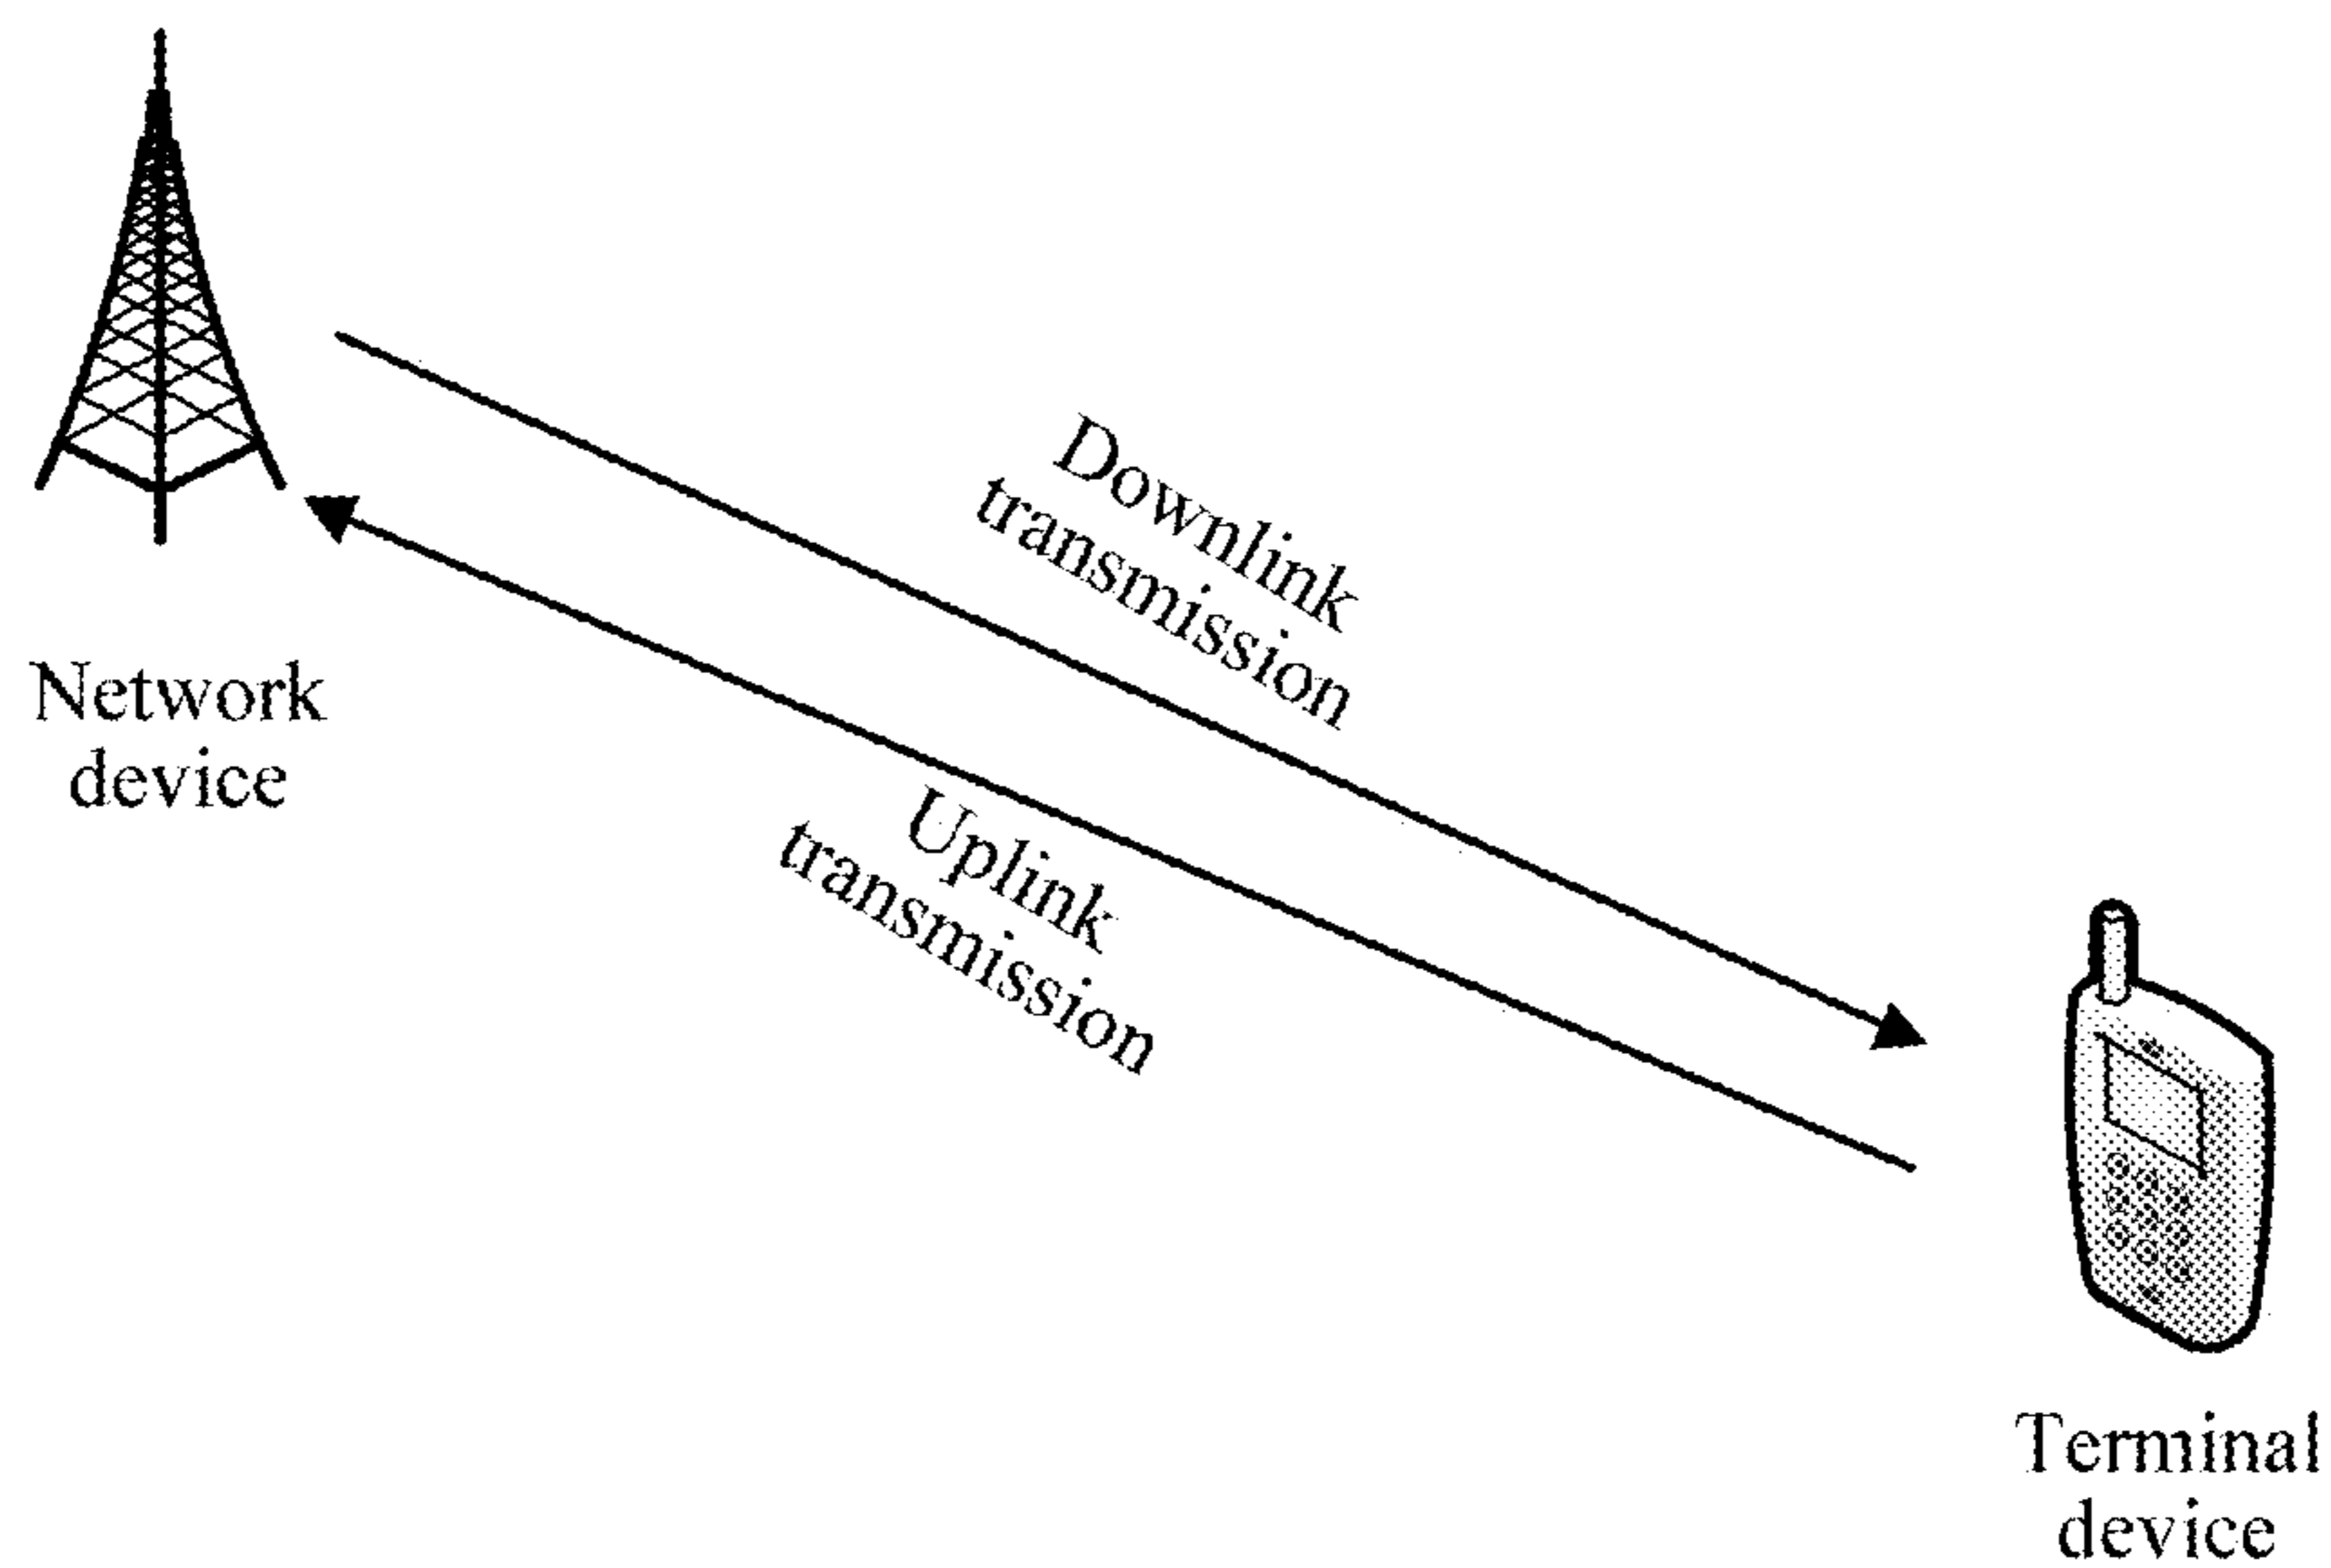 Downlink
transmission
Network
device
Uplink
transmission
Terminal
device